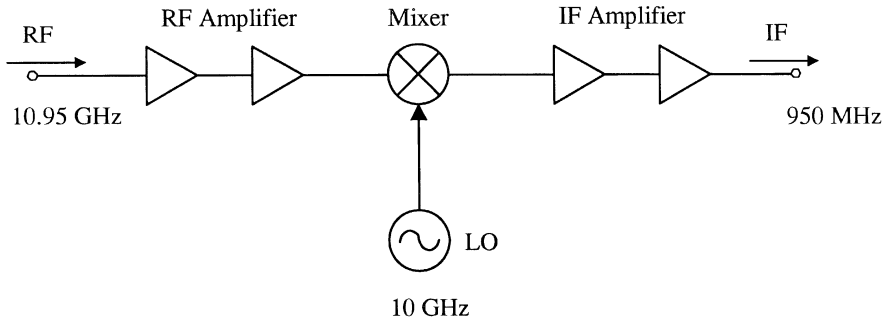 RF Amplifier
Mixer
IF Amplifier
RF
IF
10.95 GHz
950 MHz
LO
10 GHz